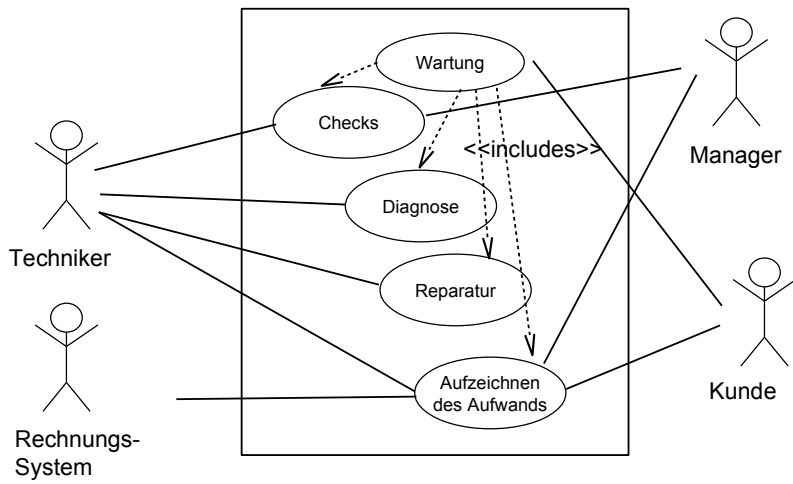 Wartung
Checks
<<includes>>
Manager
Diagnose
Techniker
Reparatur
Aufzeichnen
des Aufwands
Kunde
Rechnungs-
System